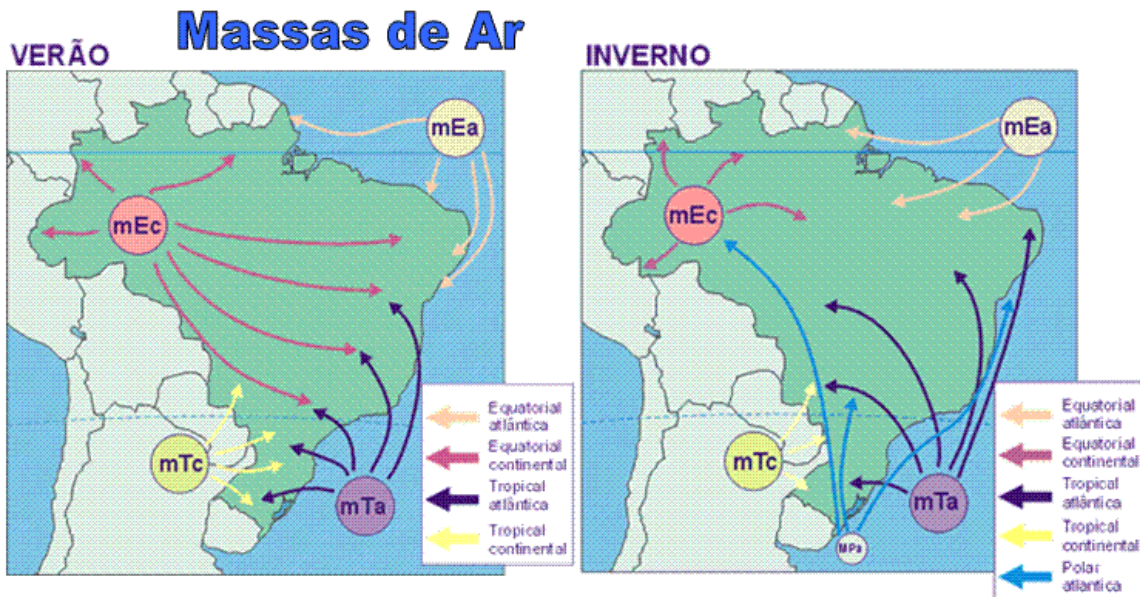 Massas de Ar
VERÃO
mEa
mEc
mTc
mTa
Equatorial
atlântica
Equatorial
continental
Tropical
atlântica
Tropical
continental
INVERNO
mEa
mEc
mTc
mTa
MPa
Equatorial
atlântica
Equatorial
continental
Tropical
atlântica
Tropical
continental
Polar
atlantica